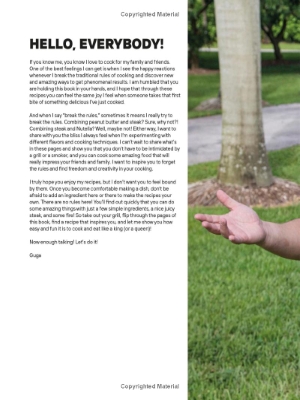 Copyrighted Material
HELLO, EVERYBODY!
If you know me, you know I love to cook for my family and friends.
One of the best feelings I can get is when I see the happy reactions
whenever I break the traditional rules of cooking and discover new
and amazing ways to get phenomenal results. I am humbled that you
are holding this book in your hands, and I hope that through these
recipes you can feel the same joy I feel when someone takes that first
bite of something delicious I've just cooked.
And when I say "break the rules," sometimes it means I really try to
break the rules. Combining peanut butter and steak? Sure, why not?!
Combining steak and Nutella? Well, maybe not! Either way, I want to
share with you the bliss I always feel when I'm experimenting with
different flavors and cooking techniques. I can't wait to share what's
in these pages and show you that you don't have to be intimidated by
a grill or a smoker, and you can cook some amazing food that will
really impress your friends and family. I want to inspire you to forget
the rules and find freedom and creativity in your cooking.
I truly hope you enjoy my recipes, but I don't want you to feel bound
by them. Once you become comfortable making a dish, don't be
afraid to add an ingredient here or there to make the recipes your
own. There are no rules here! You'll find out quickly that you can do
some amazing things with just a few simple ingredients, a nice juicy
steak, and some fire! So take out your grill, flip through the pages of
this book, find a recipe that inspires you, and let me show you how
easy and fun it is to cook and eat like a king (or a queen)!
Now enough talking! Let's do it!
Guga
Copyrighted Material